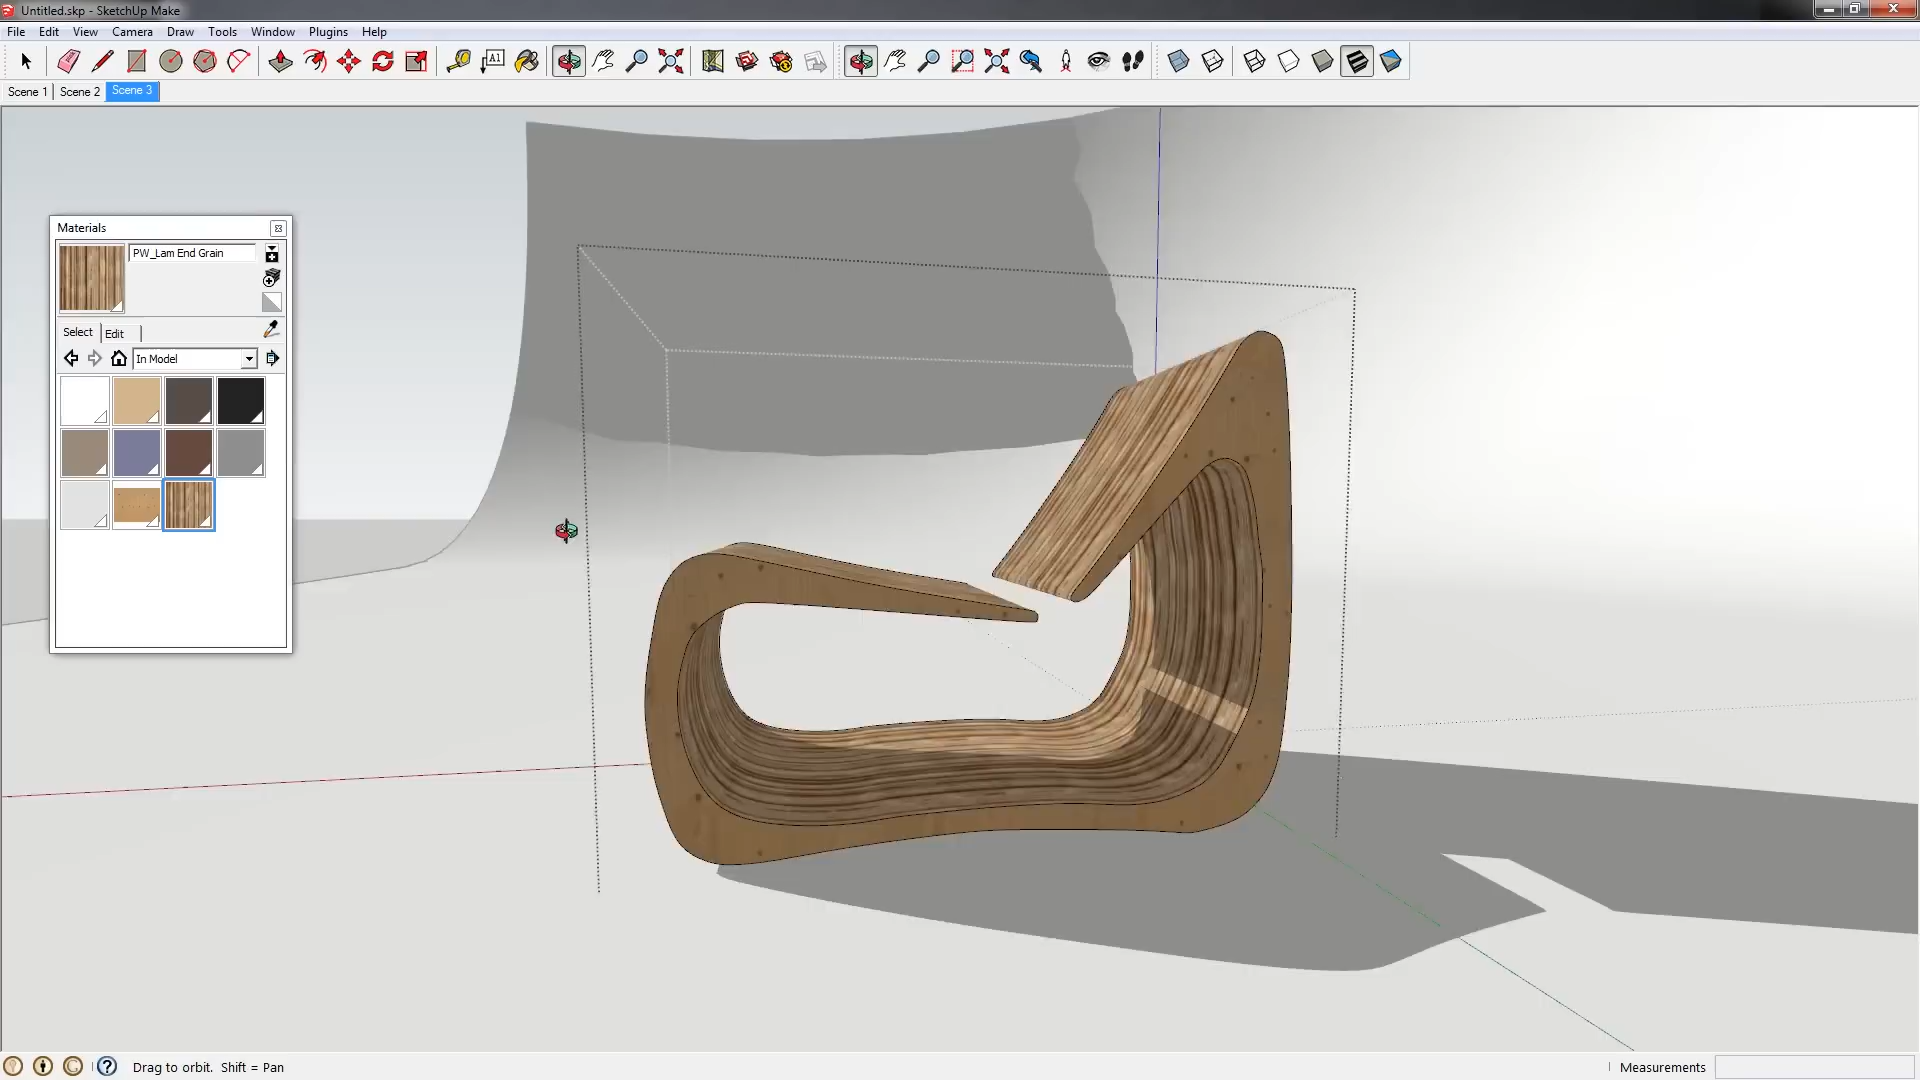 Untitled.skp - SketchUp Make
File Edit View Camera Draw Tools Window Plugins Help
A1
Scene 1 Scene 2 Scene 3
Materials
PW_Lam End Grain
Select Edit
In Model
Drag to orbit. Shift = Pan
Measurements